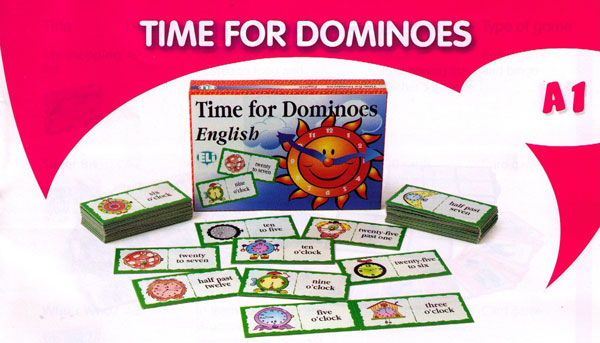 TIME FOR DOMINOES
A1
Time for Dominoes
English
ELi
twenty
to seven
nine
o'clock
six
o'clock
half past
seven
ten
to five
twenty-five
past one
twenty
to seven
ten
o'clock
twenty-five
to six
half past
twelve
nine
o'clock
five
o'clock
three
o'clock